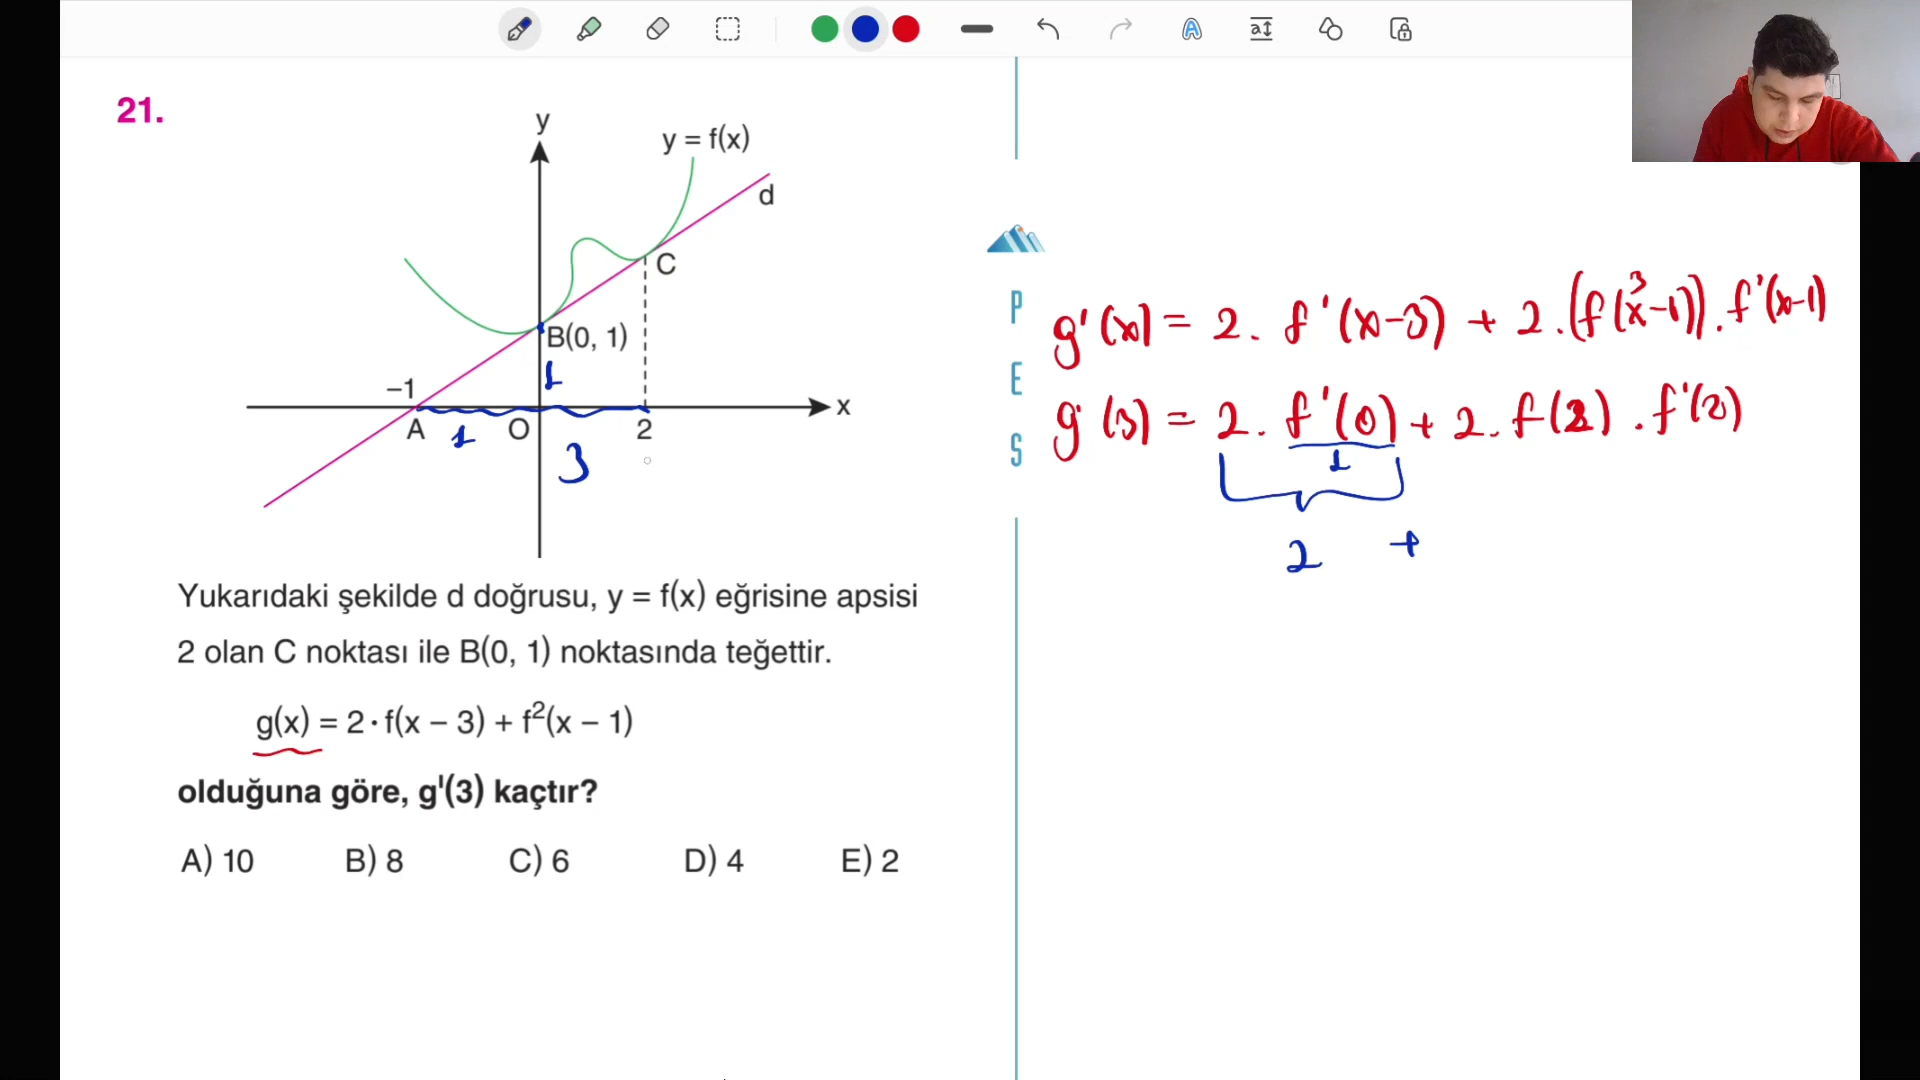 21.
y
y = f(x)
d
C
B(0, 1)
1
−1
x
A
1
O
2
3
Yukarıdaki şekilde d doğrusu, y = f(x) eğrisine apsisi
2 olan C noktası ile B(0, 1) noktasında teğettir.
g(x) = 2 · f(x − 3) + f²(x − 1)
olduğuna göre, g'(3) kaçtır?
A) 10 B) 8 C) 6 D) 4 E) 2
P
E
S
g'(x) = 2. f'(x-3) + 2.(f(x-1)).f'(x-1)
3
g'(3) = 2. f'(0) + 2. f(2) . f'(2)
1
2 +